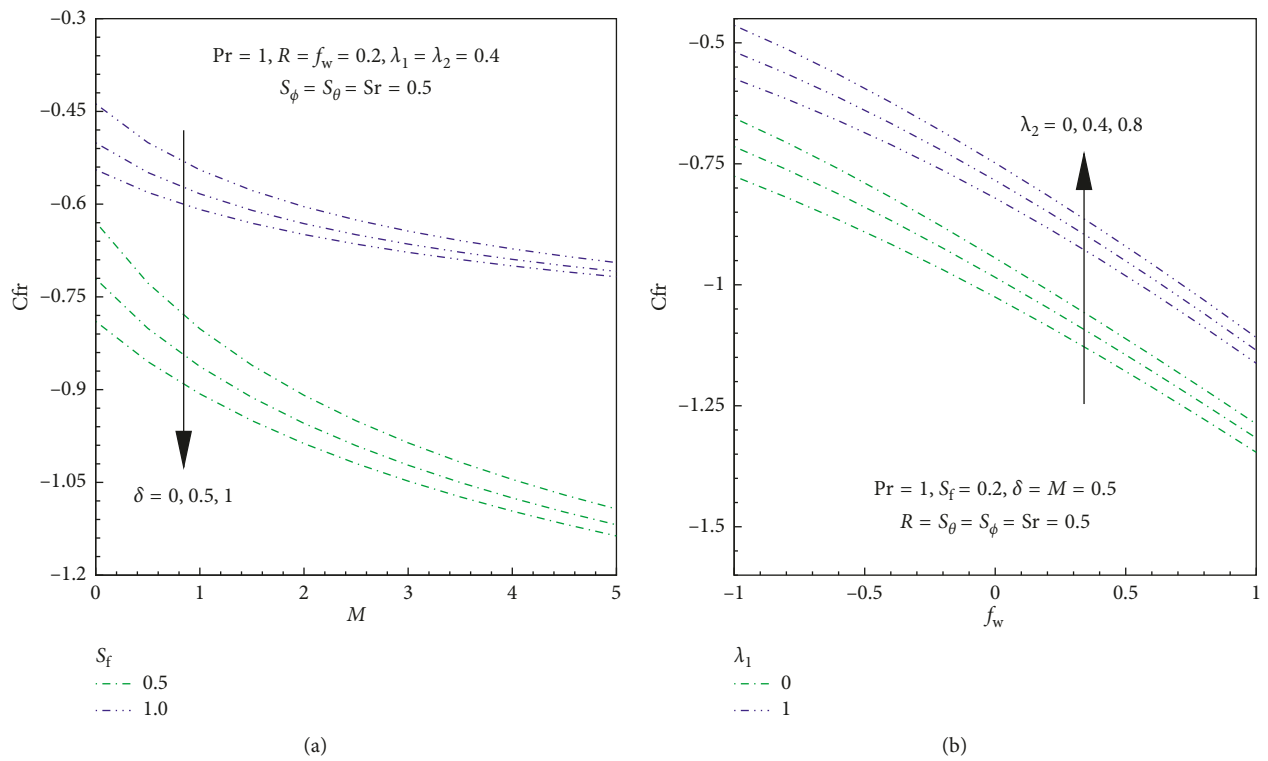 −0.3
−0.45
−0.6
−0.75
−0.9
−1.05
−1.2
Cfr
Pr = 1, R = f_w = 0.2, λ_1 = λ_2 = 0.4
S_ϕ = S_θ = Sr = 0.5
δ = 0, 0.5, 1
0 1 2 3 4 5
M
S_f
0.5
1.0
(a)
−0.5
−0.75
−1
−1.25
−1.5
Cfr
λ_2 = 0, 0.4, 0.8
Pr = 1, S_f = 0.2, δ = M = 0.5
R = S_θ = S_ϕ = Sr = 0.5
−1 −0.5 0 0.5 1
f_w
λ_1
0
1
(b)